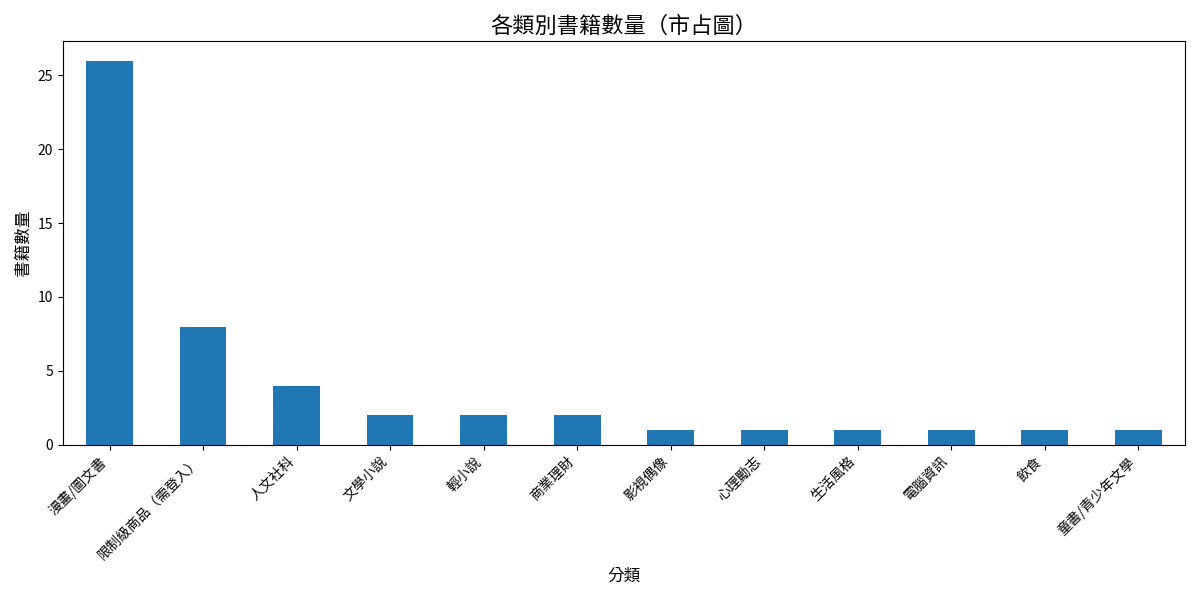 各類別書籍數量（市占圖）
書籍數量
25
20
15
10
5
0
漫畫/圖文書
限制級商品（需登入）
人文社科
文學小說
輕小說
商業理財
影視偶像
心理勵志
生活風格
電腦資訊
飲食
童書/青少年文學
分類